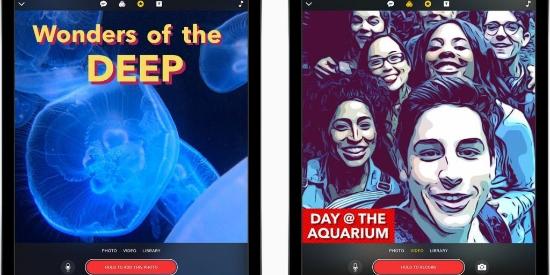 Wonders of the
DEEP
PHOTO VIDEO LIBRARY
HOLD TO ADD THIS PHOTO
DAY @ THE
AQUARIUM
PHOTO VIDEO LIBRARY
HOLD TO RECORD